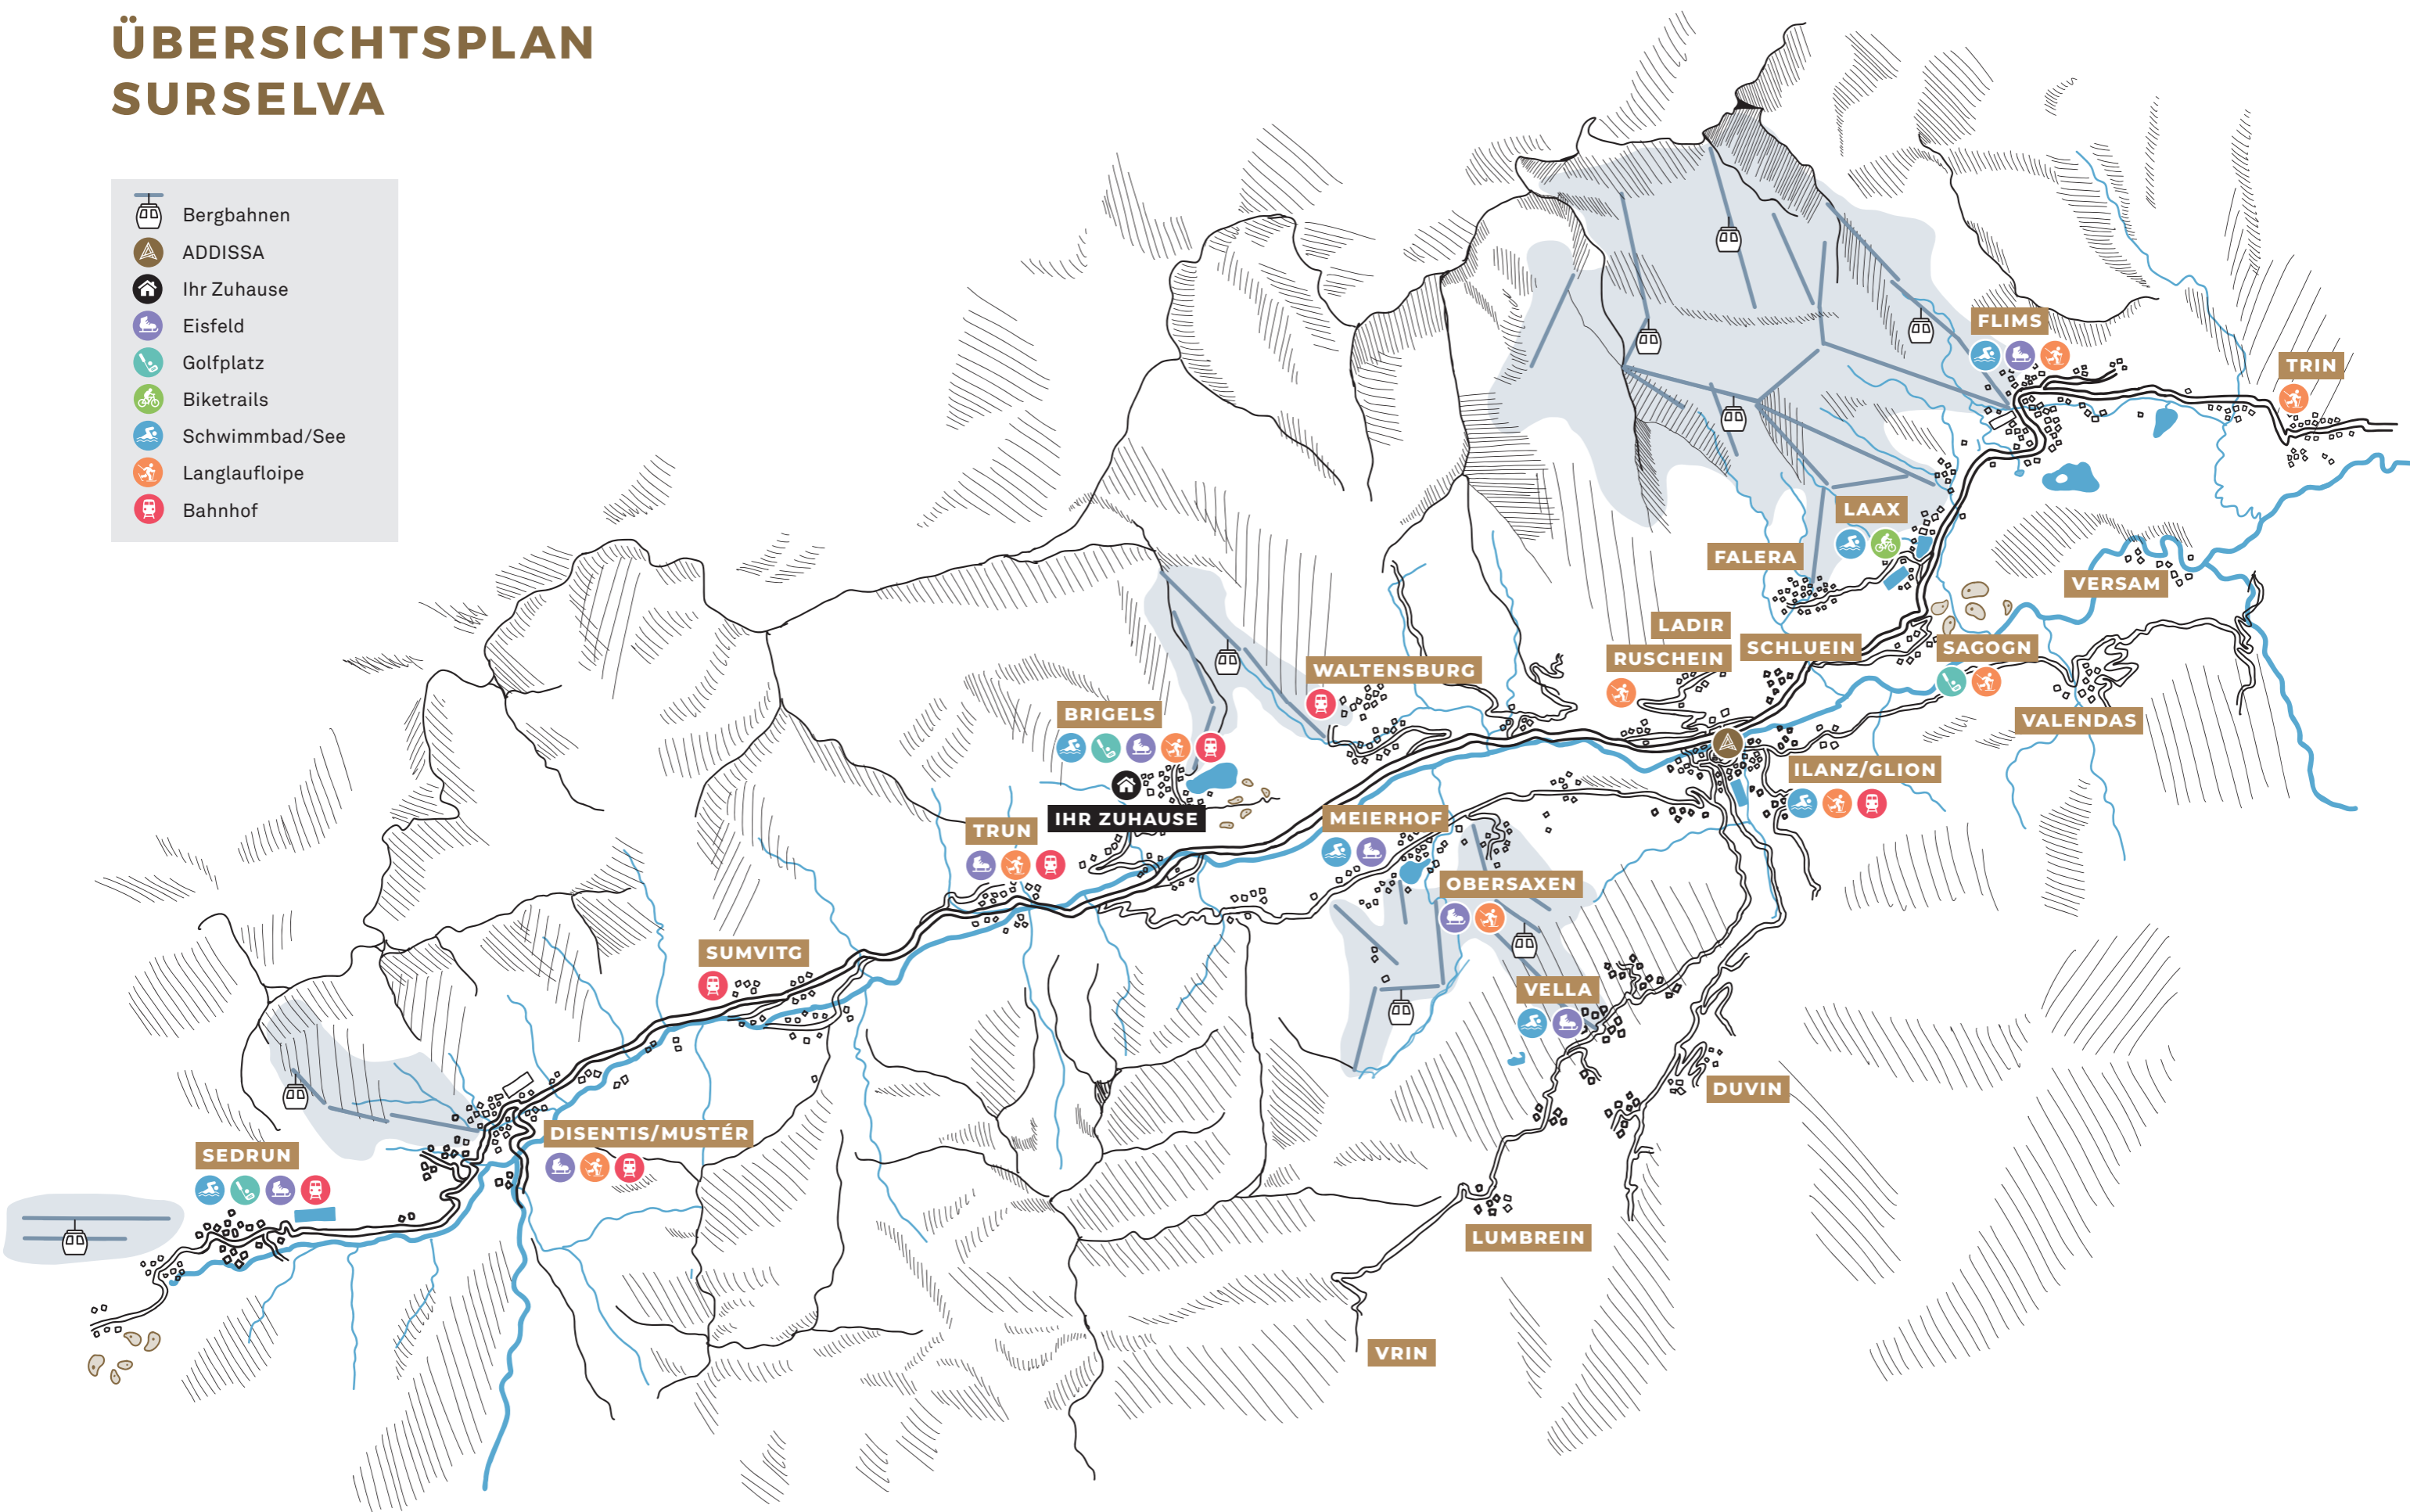 ÜBERSICHTSPLAN
SURSELVA
Bergbahnen
ADDISSA
Ihr Zuhause
Eisfeld
Golfplatz
Biketrails
Schwimmbad/See
Langlaufloipe
Bahnhof
FLIMS
TRIN
LAAX
FALERA
VERSAM
LADIR
RUSCHEIN
SCHLUEIN
SAGOGN
WALTENSBURG
BRIGELS
VALENDAS
ILANZ/GLION
IHR ZUHAUSE
MEIERHOF
TRUN
OBERSAXEN
SUMVITG
VELLA
DUVIN
DISENTIS/MUSTÉR
SEDRUN
LUMBREIN
VRIN